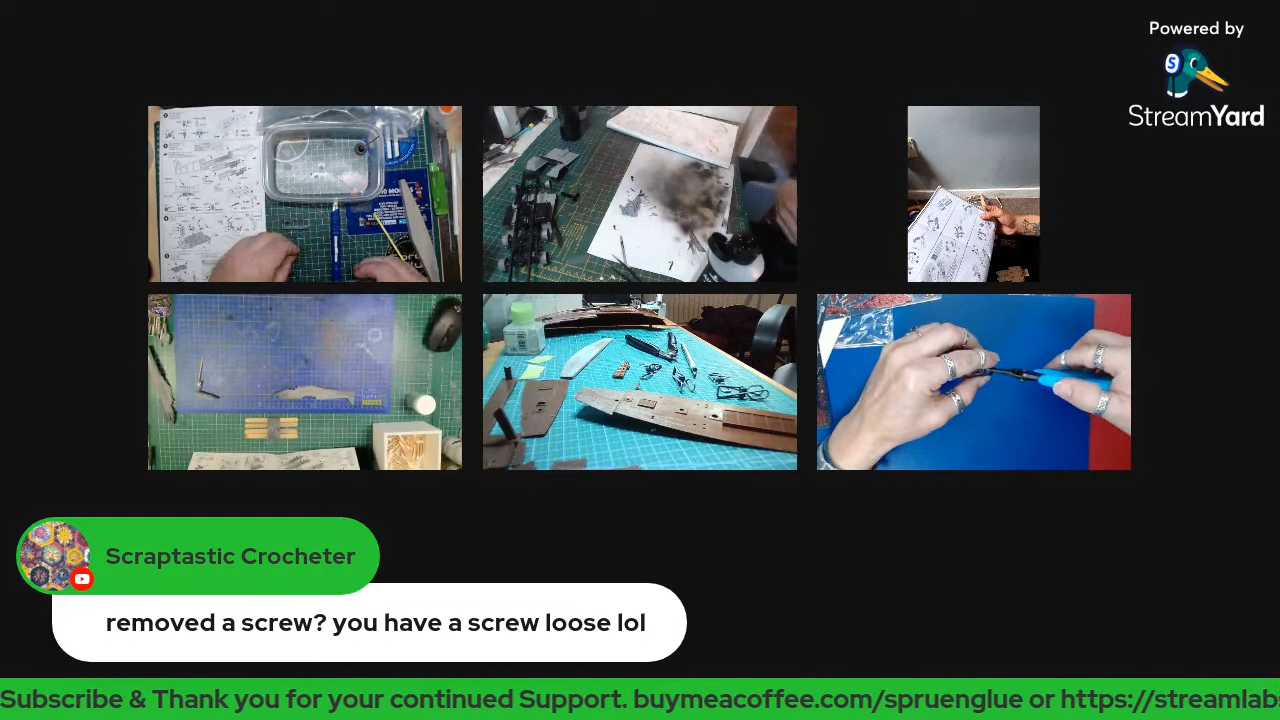 Powered by
S
StreamYard
Scraptastic Crocheter
removed a screw? you have a screw loose lol
Subscribe & Thank you for your continued Support. buymeacoffee.com/spruenglue or https://streamlab